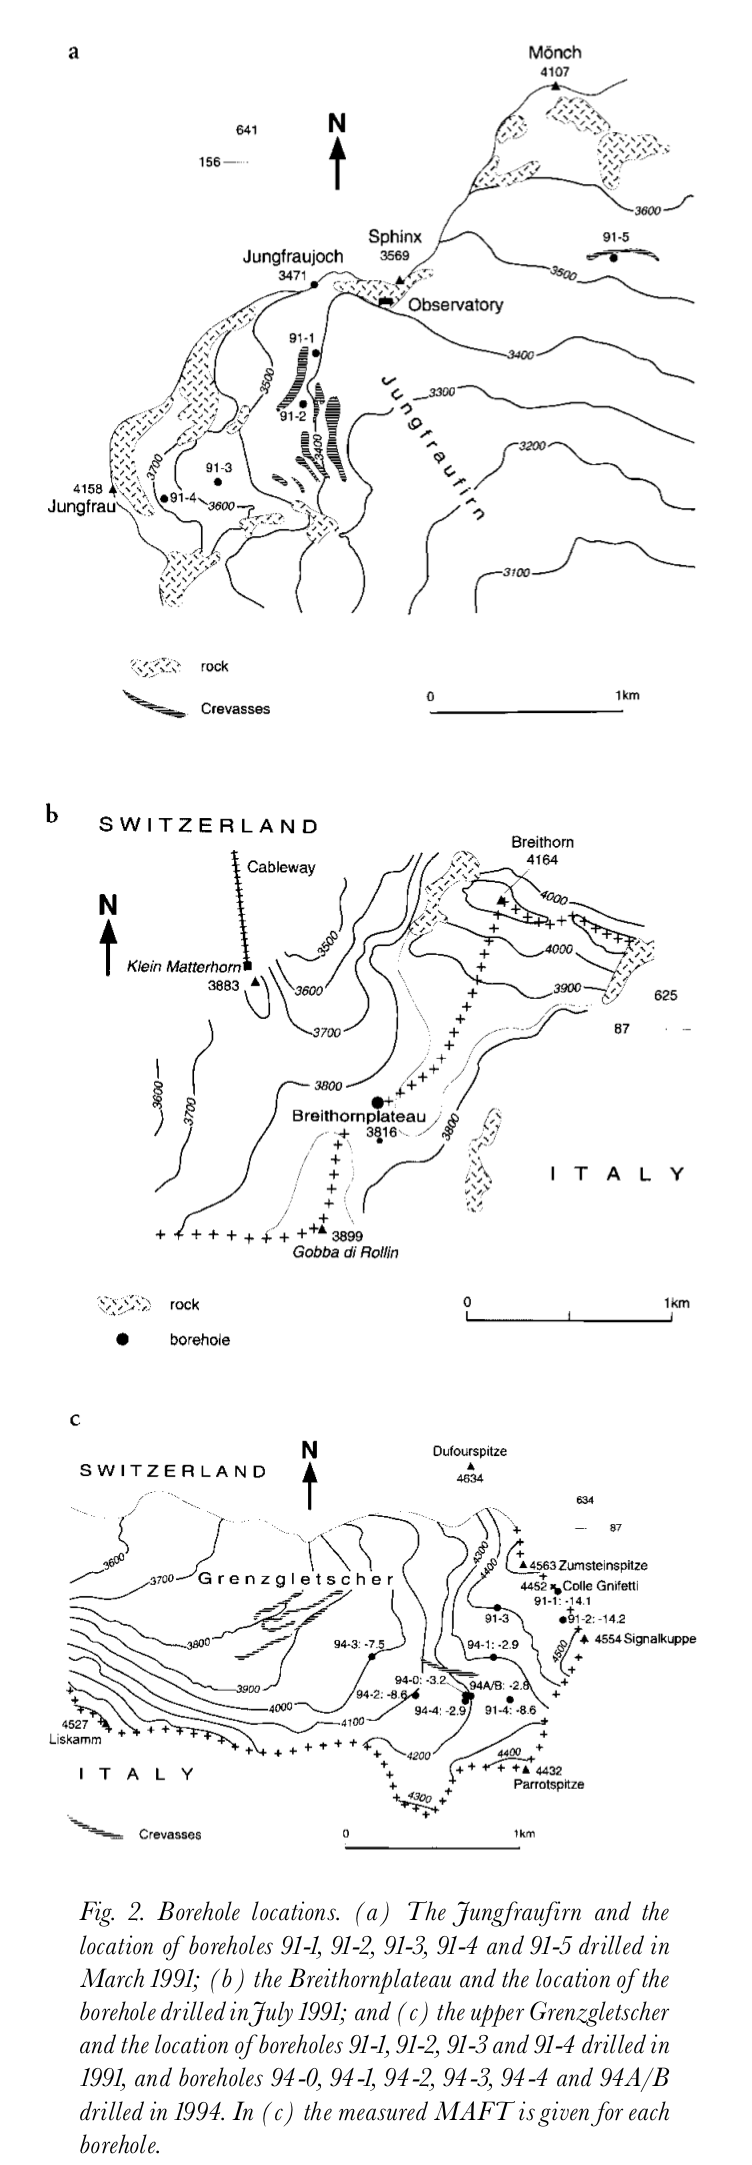 a
Mönch
4107
641
N
156
3600
91-5
Sphinx
3569
Jungfraujoch
3471
3500
Observatory
91-1
3400
3500
3300
Jungfraufirn
91-2
3400
3200
3700
91-3
4158
91-4
Jungfrau
3600
3100
rock
0
1km
Crevasses
b
SWITZERLAND
Breithorn
4164
Cableway
4000
N
3500
4000
Klein Matterhorn
3883
3600
3900
625
3700
87
3600
3700
3800
Breithornplateau
3816
3800
ITALY
3899
Gobba di Rollin
rock
0
1km
borehole
c
N
Dufourspitze
4634
SWITZERLAND
634
87
3600
4300
4400
4563 Zumsteinspitze
3700
Grenzgletscher
4452 Colle Gnifetti
91-1: -14.1
91-3
91-2: -14.2
3800
94-3: -7.5
94-1: -2.9
4500
4554 Signalkuppe
3900
94-0: -3.2
94A/B: -2.8
94-2: -8.6
4000
94-4: -2.9
91-4: -8.6
4527
Liskamm
4100
4200
4400
4432
Parrotspitze
ITALY
4300
Crevasses
0
1km
Fig. 2. Borehole locations. (a) The Jungfraufirn and the
location of boreholes 91-1, 91-2, 91-3, 91-4 and 91-5 drilled in
March 1991; (b) the Breithornplateau and the location of the
borehole drilled in July 1991; and (c) the upper Grenzgletscher
and the location of boreholes 91-1, 91-2, 91-3 and 91-4 drilled in
1991, and boreholes 94-0, 94-1, 94-2, 94-3, 94-4 and 94A/B
drilled in 1994. In (c) the measured MAFT is given for each
borehole.